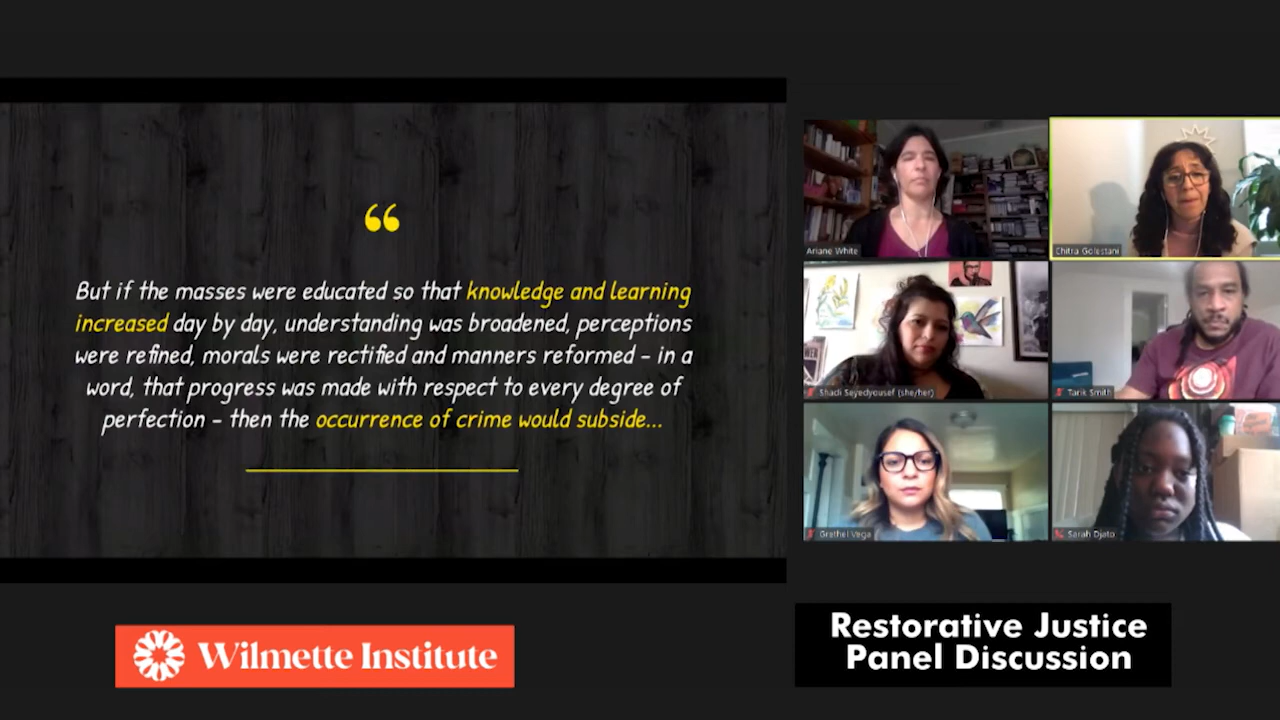 ❝
But if the masses were educated so that knowledge and learning
increased day by day, understanding was broadened, perceptions
were refined, morals were rectified and manners reformed – in a
word, that progress was made with respect to every degree of
perfection – then the occurrence of crime would subside...
Ariane White
Chitra Golestani
Shadi Seyedyousef (she/her)
Tarik Smith
Grethel Vega
Sarah Djato
Wilmette Institute
Restorative Justice
Panel Discussion